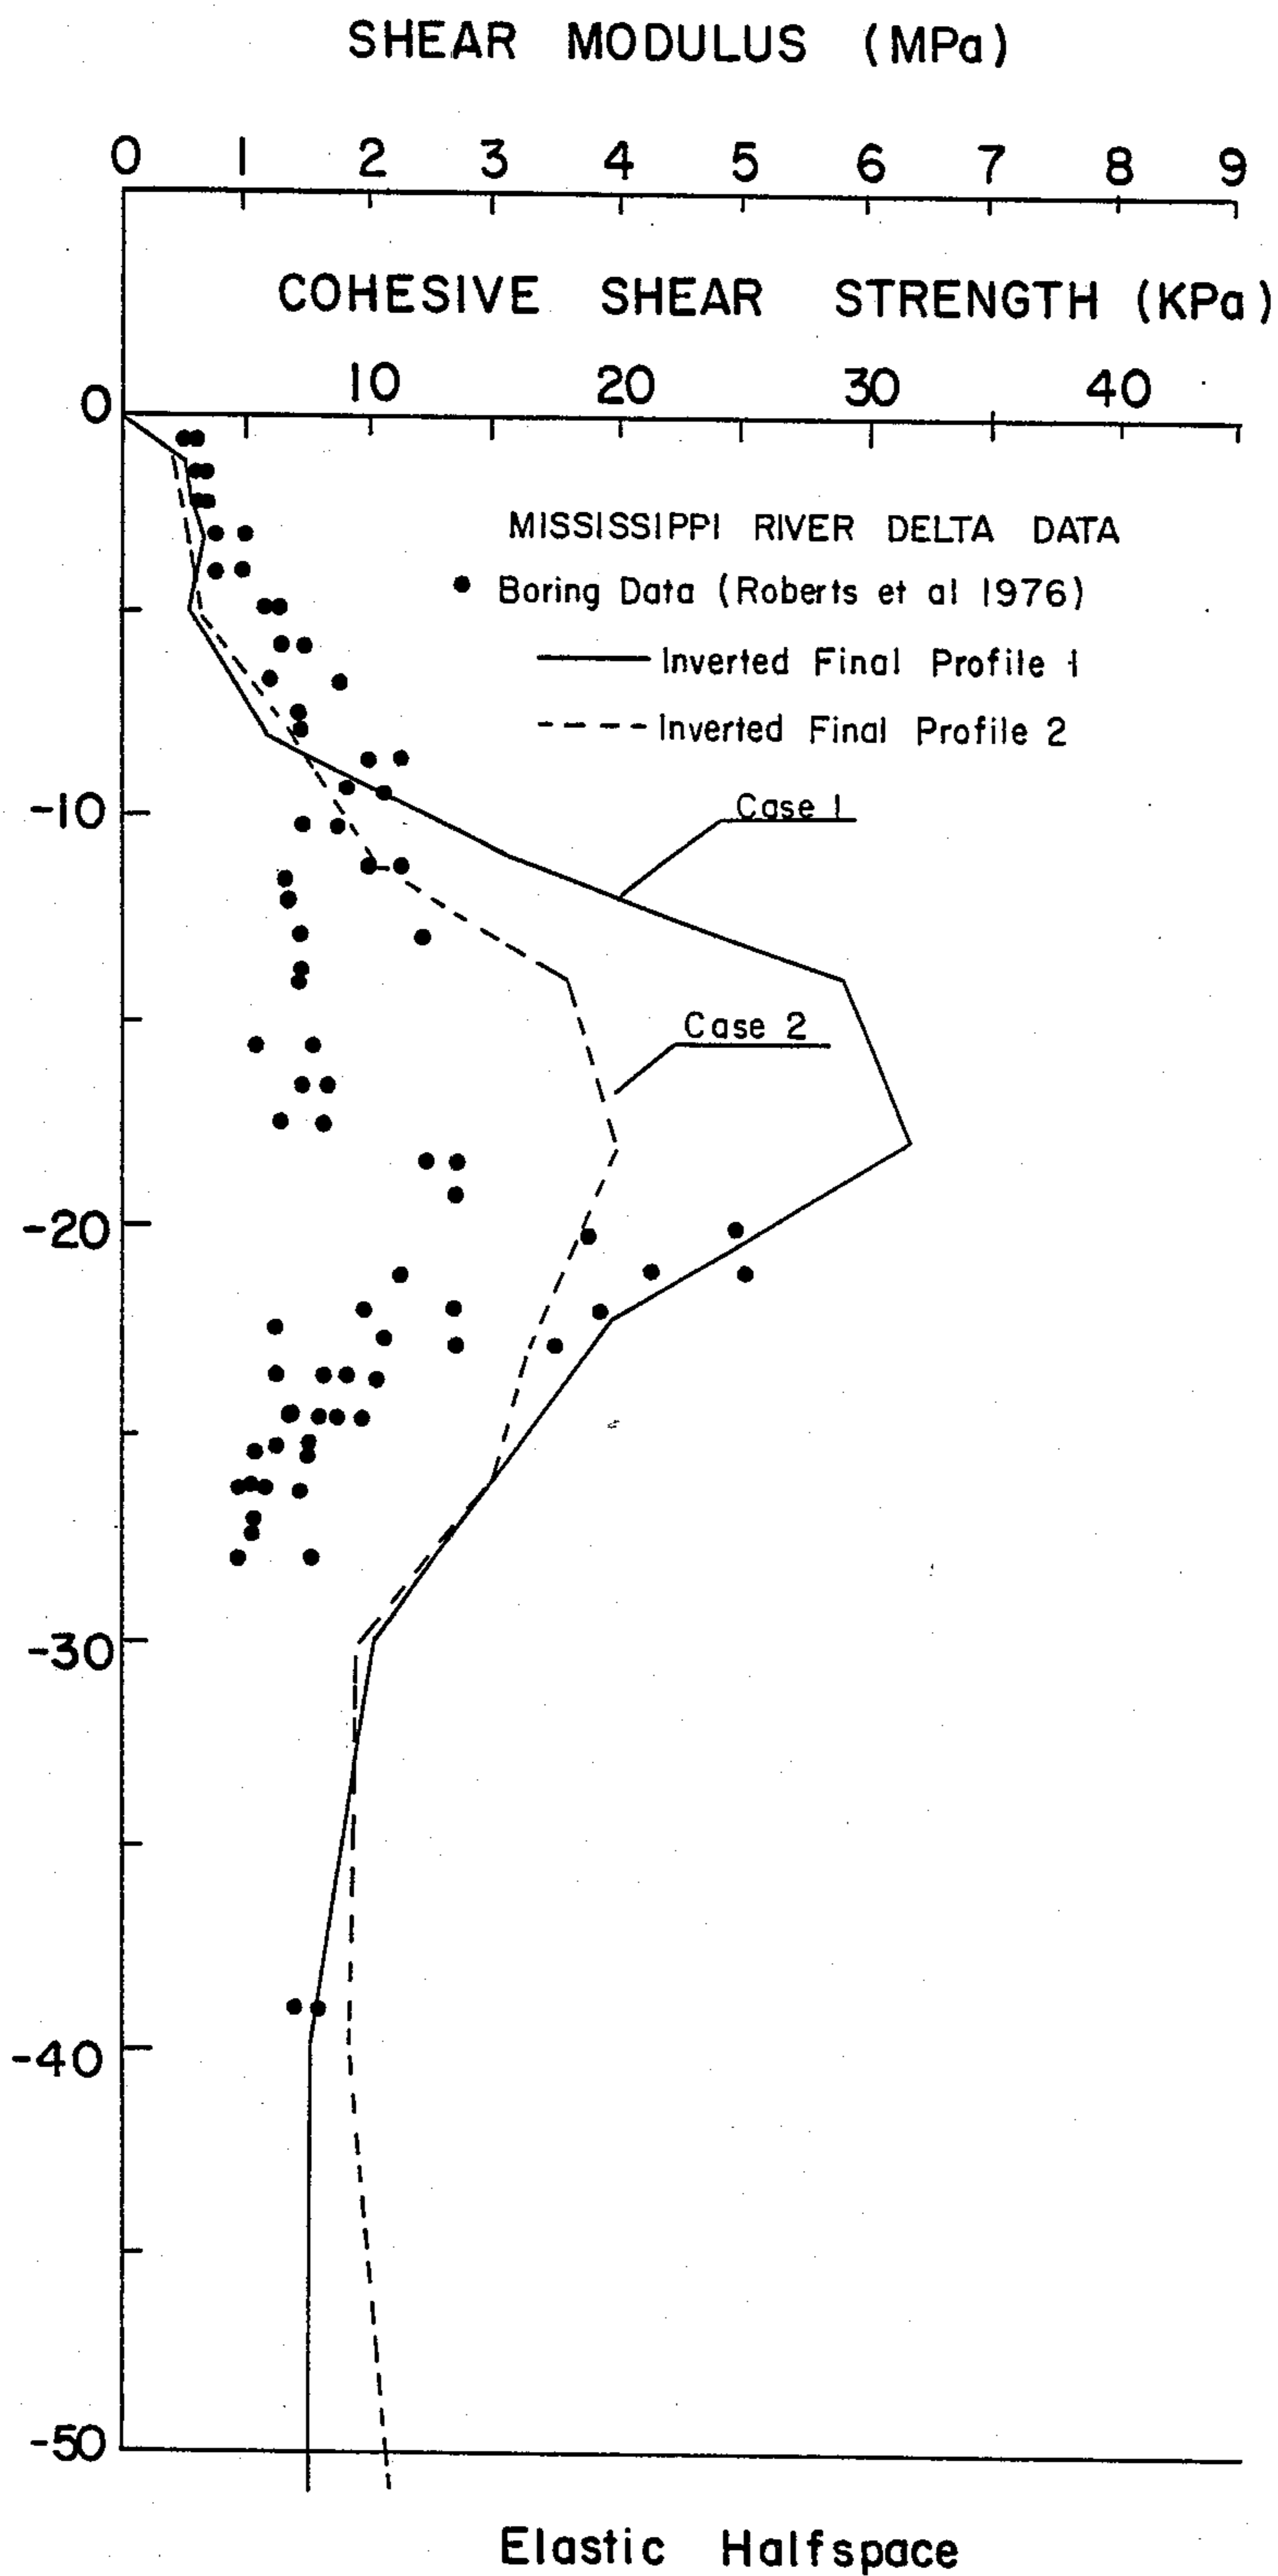 SHEAR MODULUS (MPa)
0 1 2 3 4 5 6 7 8 9
COHESIVE SHEAR STRENGTH (KPa)
10 20 30 40
0
MISSISSIPPI RIVER DELTA DATA
Boring Data (Roberts et al 1976)
Inverted Final Profile 1
Inverted Final Profile 2
-10
Case 1
Case 2
-20
-30
-40
-50
Elastic Halfspace